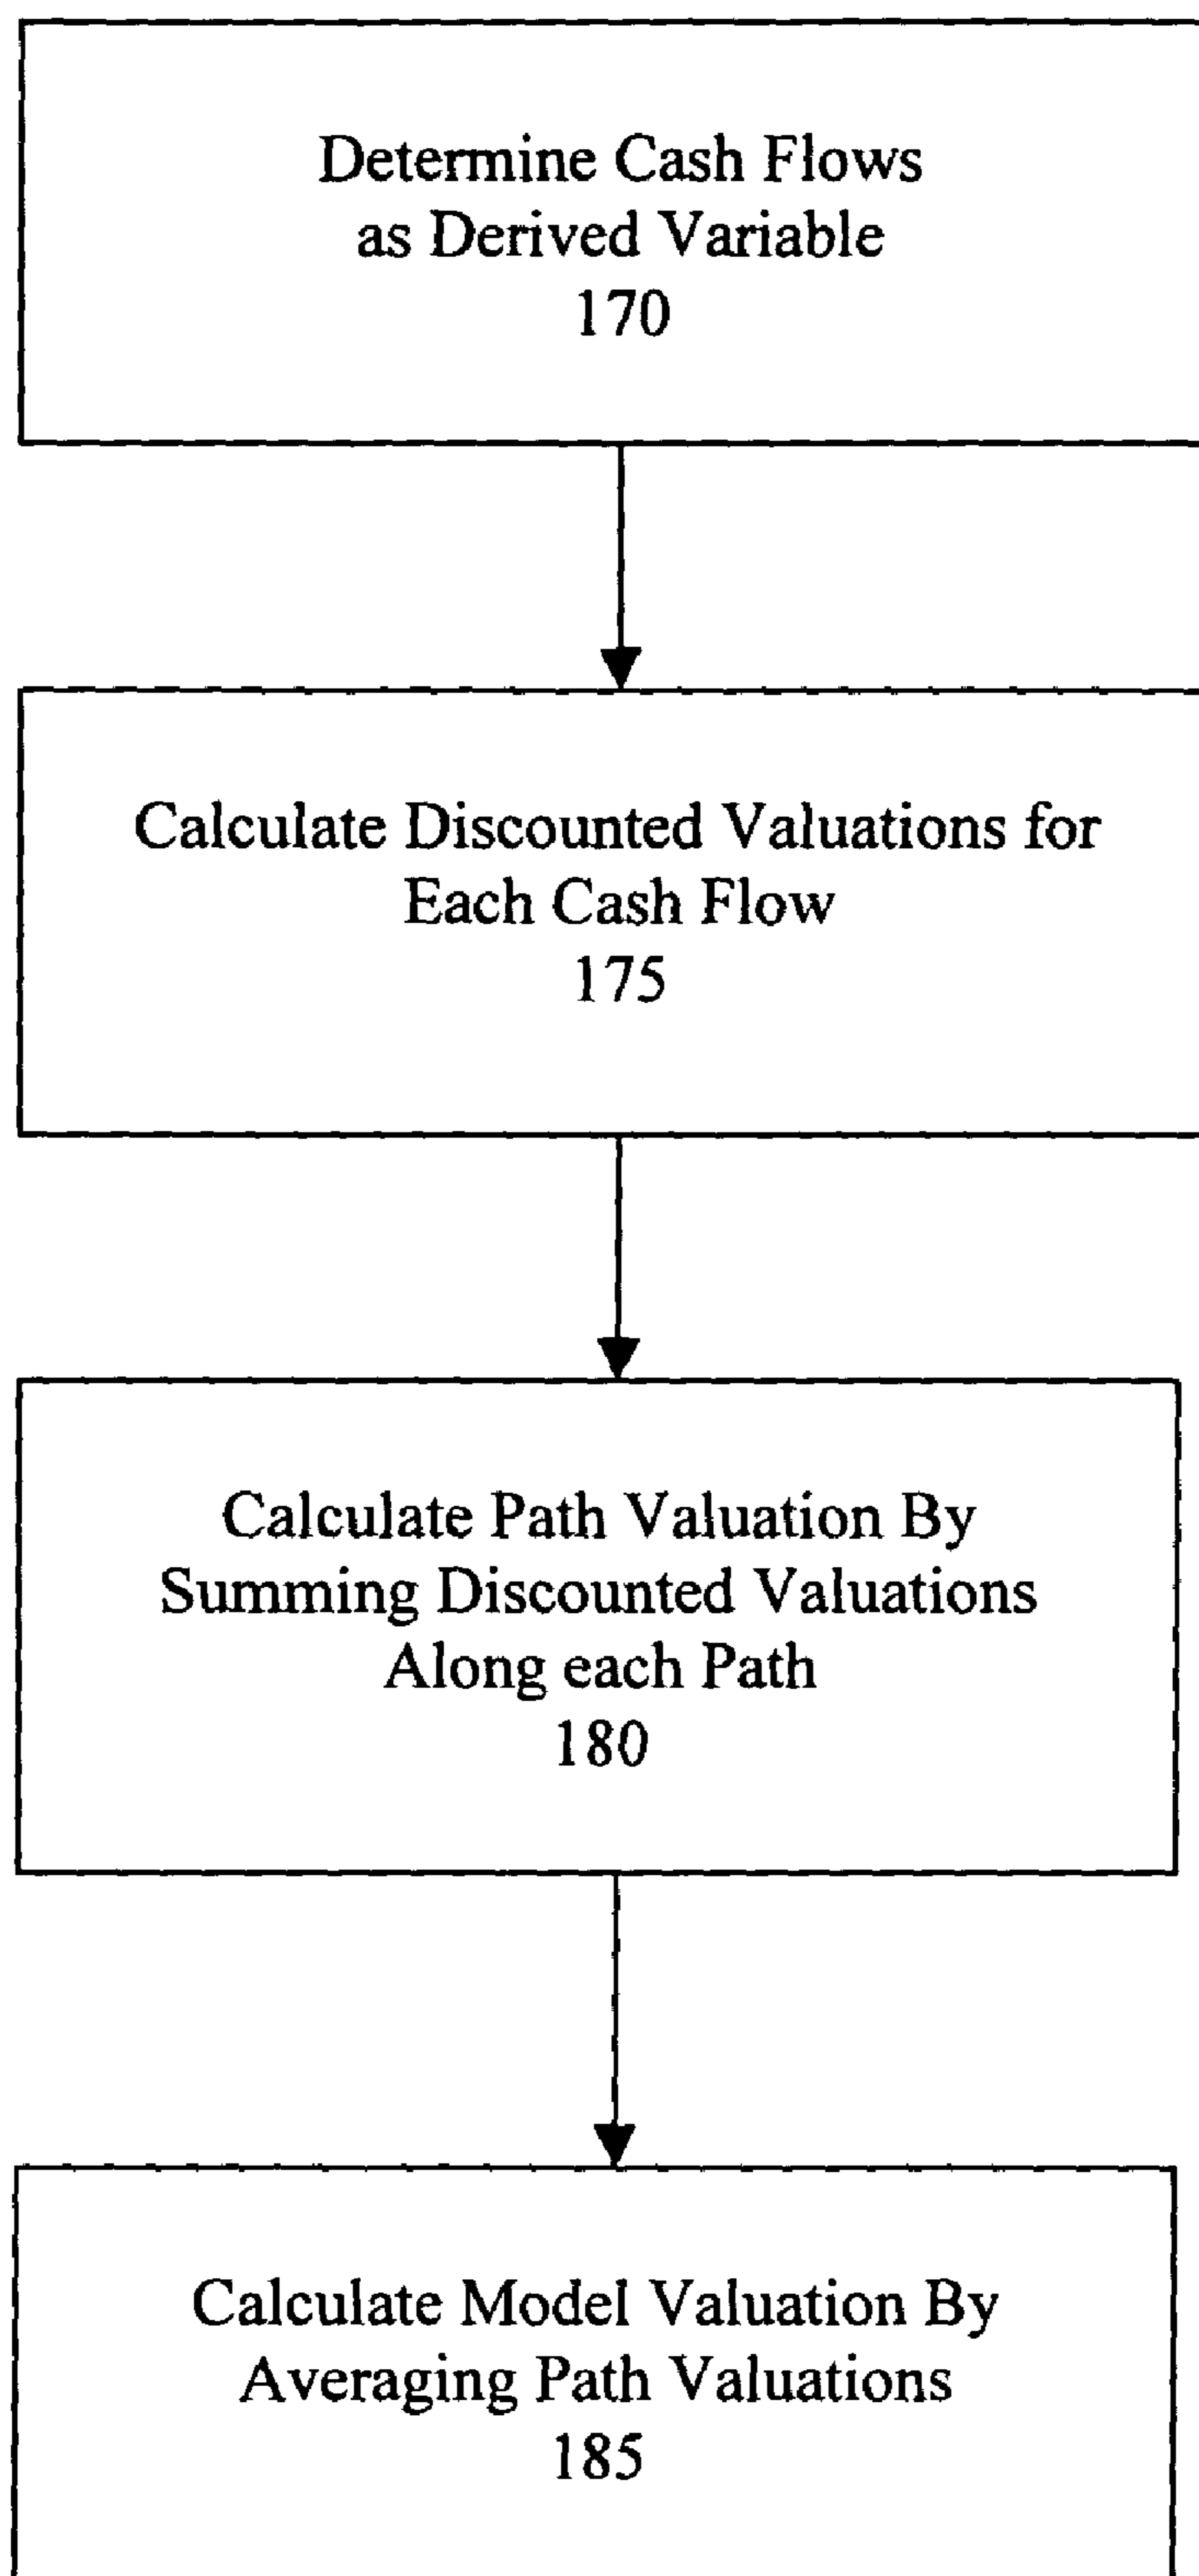 Determine Cash Flows
as Derived Variable
170
Calculate Discounted Valuations for
Each Cash Flow
175
Calculate Path Valuation By
Summing Discounted Valuations
Along each Path
180
Calculate Model Valuation By
Averaging Path Valuations
185